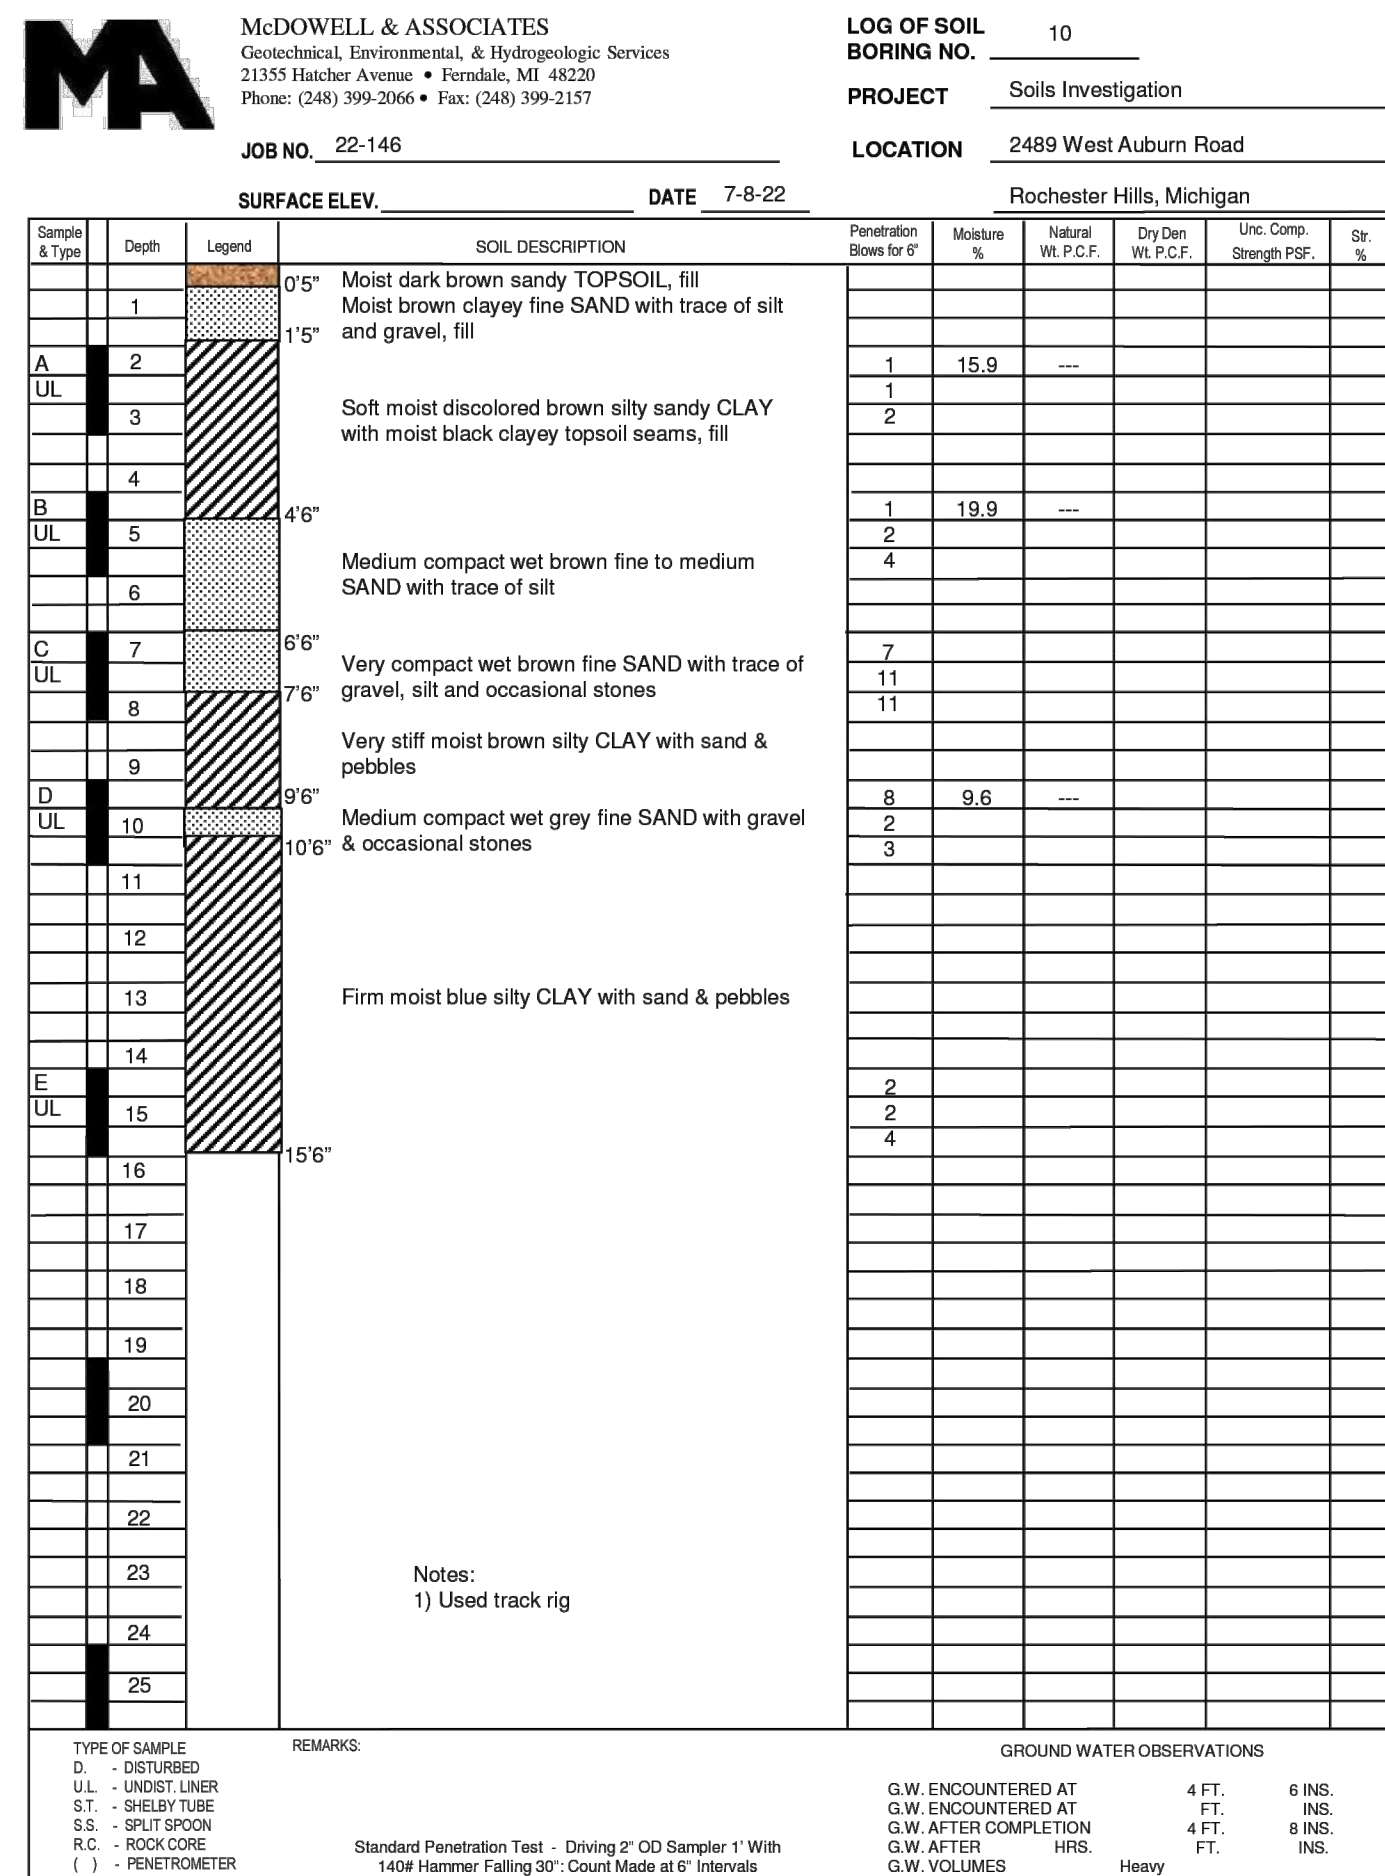 MA
McDOWELL & ASSOCIATES
Geotechnical, Environmental, & Hydrogeologic Services
21355 Hatcher Avenue • Ferndale, MI 48220
Phone: (248) 399-2066 • Fax: (248) 399-2157
LOG OF SOIL
BORING NO. 10
PROJECT Soils Investigation
JOB NO. 22-146
LOCATION 2489 West Auburn Road
SURFACE ELEV. DATE 7-8-22
Rochester Hills, Michigan
Sample & Type Depth Legend SOIL DESCRIPTION Penetration Blows for 6" Moisture % Natural Wt. P.C.F. Dry Den Wt. P.C.F. Unc. Comp. Strength PSF. Str. %
0'5" Moist dark brown sandy TOPSOIL, fill
1 Moist brown clayey fine SAND with trace of silt
1'5" and gravel, fill
A 2 1 15.9 ---
UL 1
3 Soft moist discolored brown silty sandy CLAY 2
with moist black clayey topsoil seams, fill
4
B 4'6" 1 19.9 ---
UL 5 2
Medium compact wet brown fine to medium 4
6 SAND with trace of silt
6'6"
C 7 7
UL Very compact wet brown fine SAND with trace of 11
7'6" gravel, silt and occasional stones 11
8
Very stiff moist brown silty CLAY with sand &
9 pebbles
D 9'6" 8 9.6 ---
UL 10 Medium compact wet grey fine SAND with gravel 2
10'6" & occasional stones 3
11
12
13 Firm moist blue silty CLAY with sand & pebbles
14
E 2
UL 15 2
4
15'6"
16
17
18
19
20
21
22
23 Notes:
1) Used track rig
24
25
TYPE OF SAMPLE
D. - DISTURBED
U.L. - UNDIST. LINER
S.T. - SHELBY TUBE
S.S. - SPLIT SPOON
R.C. - ROCK CORE
( ) - PENETROMETER
REMARKS:
Standard Penetration Test - Driving 2" OD Sampler 1' With
140# Hammer Falling 30": Count Made at 6" Intervals
GROUND WATER OBSERVATIONS
G.W. ENCOUNTERED AT 4 FT. 6 INS.
G.W. ENCOUNTERED AT FT. INS.
G.W. AFTER COMPLETION 4 FT. 8 INS.
G.W. AFTER HRS. FT. INS.
G.W. VOLUMES Heavy